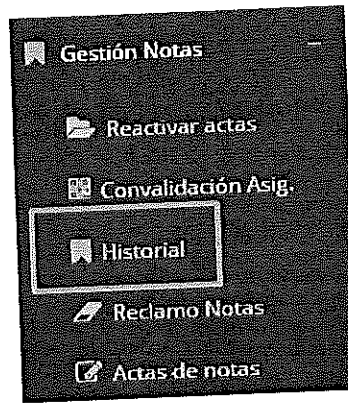 Gestión Notas
Reactivar actas
Convalidación Asig.
Historial
Reclamo Notas
Actas de notas